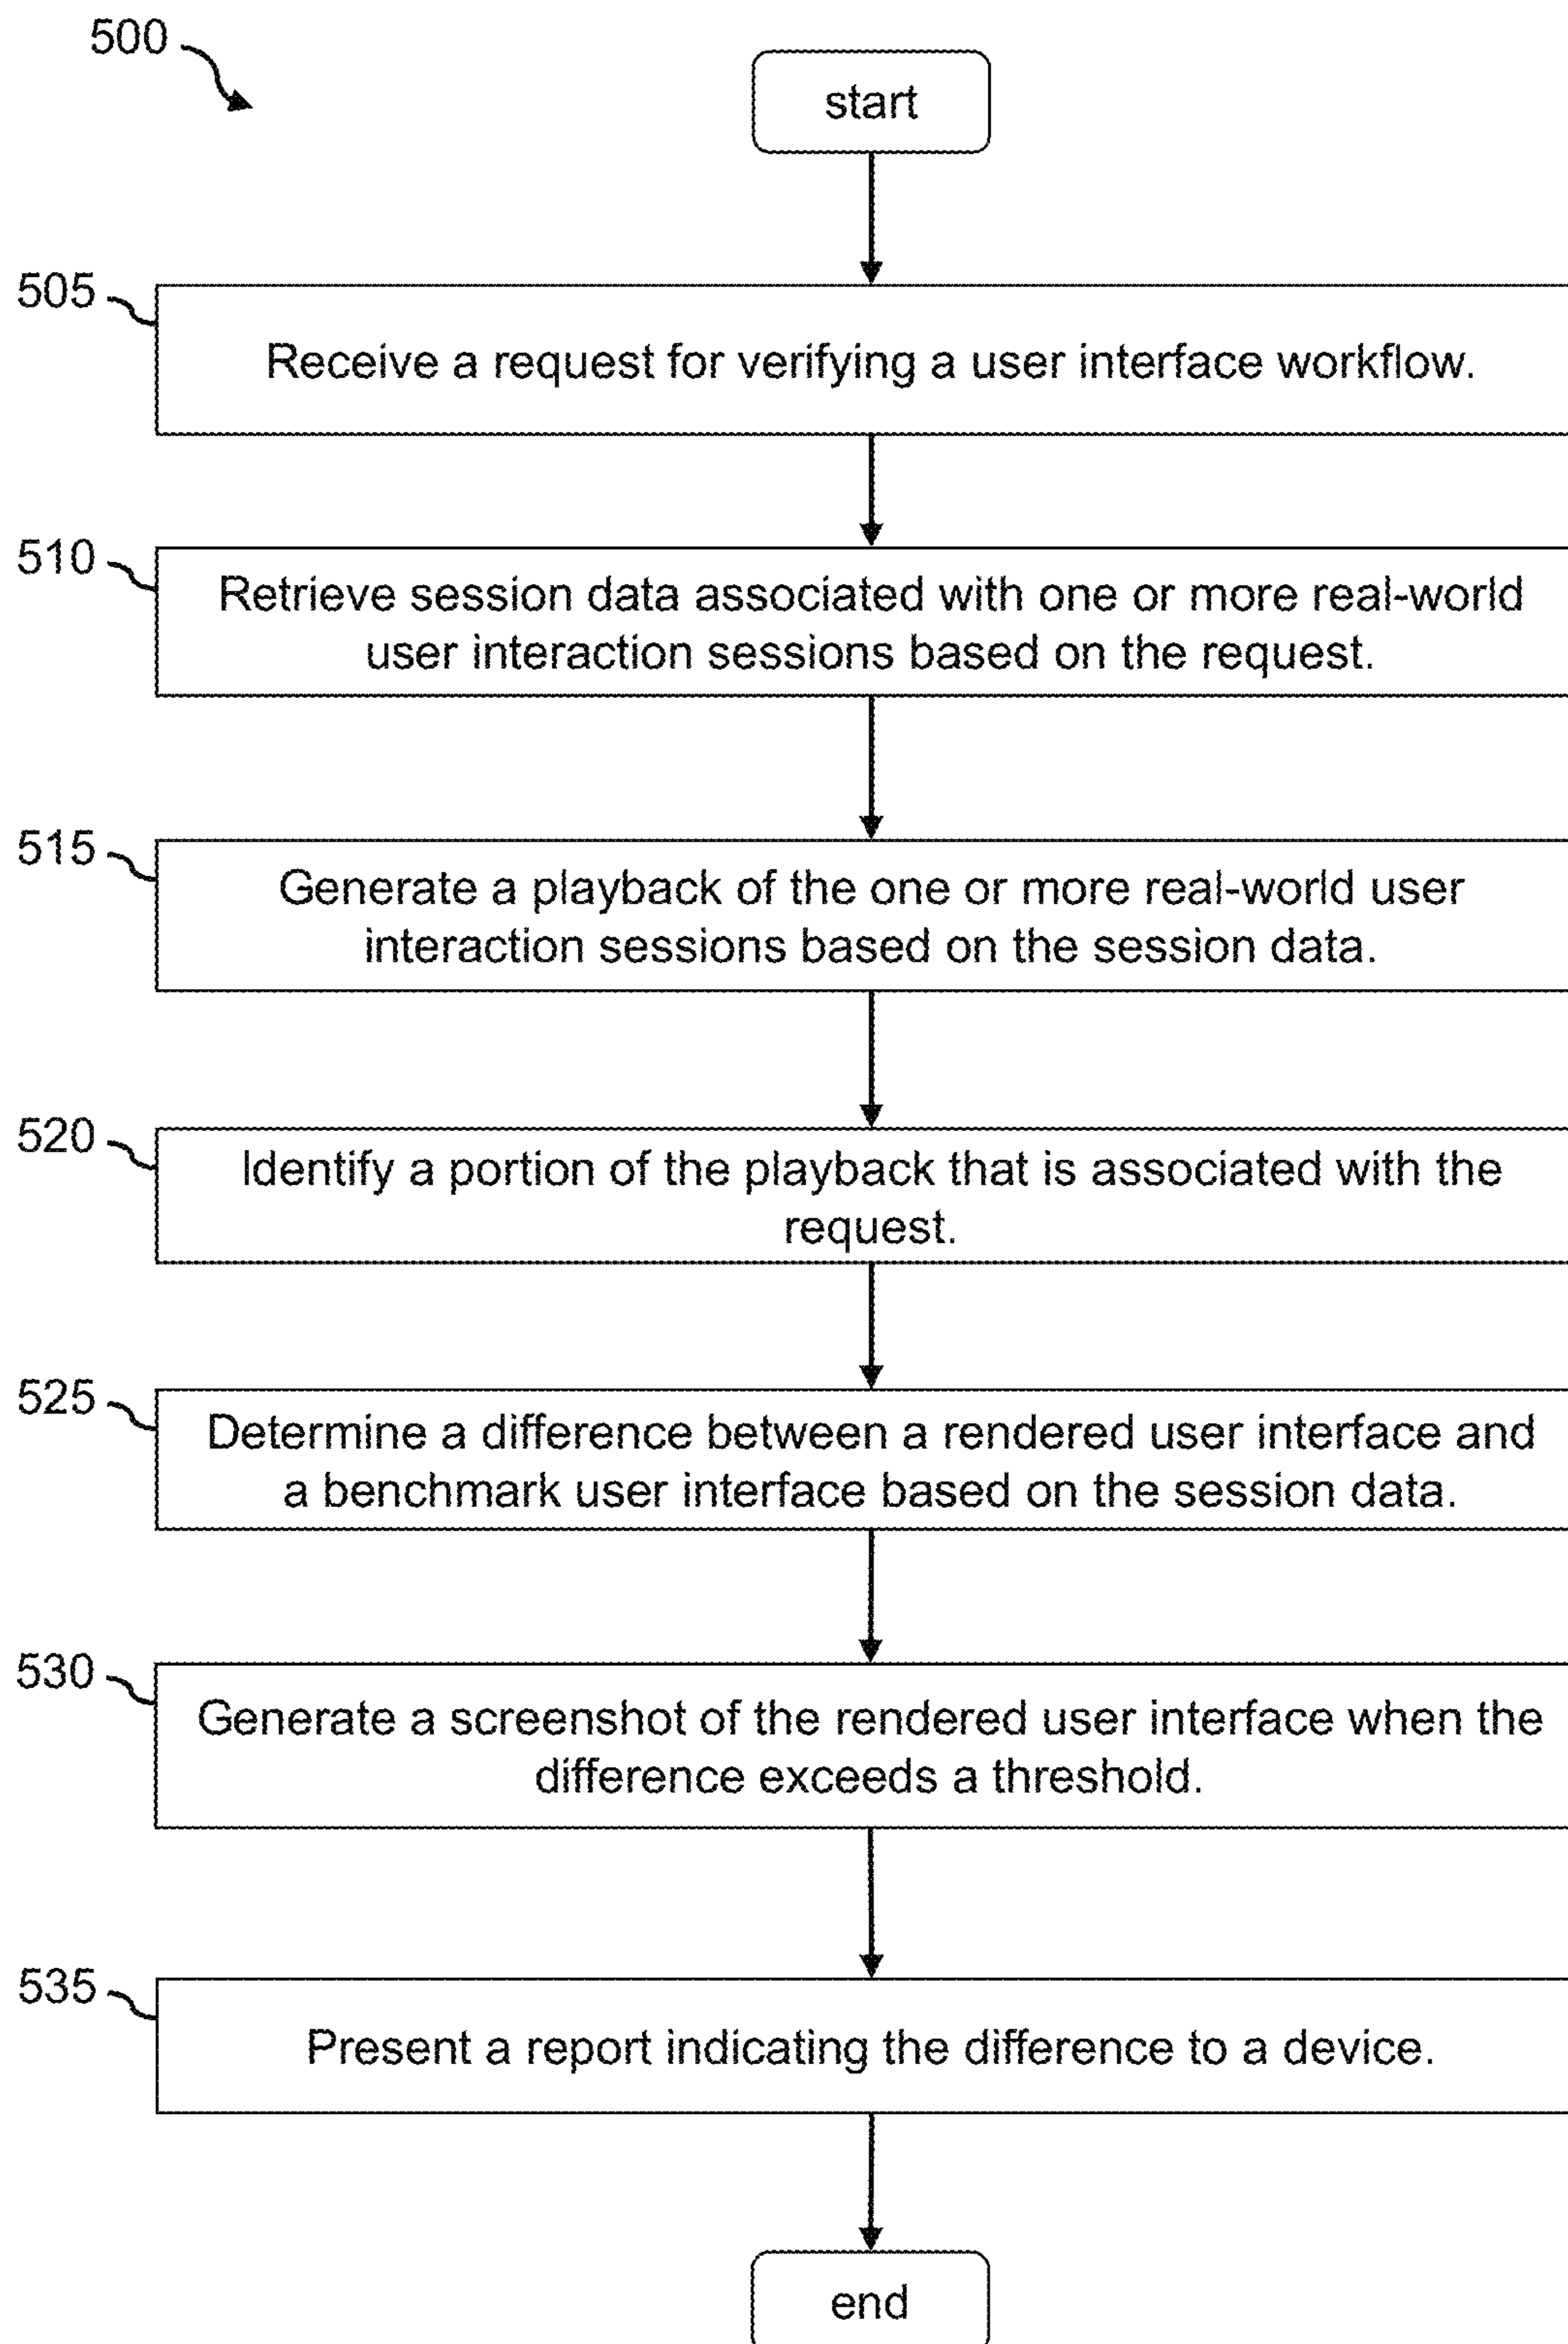 500
start
505
Receive a request for verifying a user interface workflow.
510
Retrieve session data associated with one or more real-world
user interaction sessions based on the request.
515
Generate a playback of the one or more real-world user
interaction sessions based on the session data.
520
Identify a portion of the playback that is associated with the
request.
525
Determine a difference between a rendered user interface and
a benchmark user interface based on the session data.
530
Generate a screenshot of the rendered user interface when the
difference exceeds a threshold.
535
Present a report indicating the difference to a device.
end